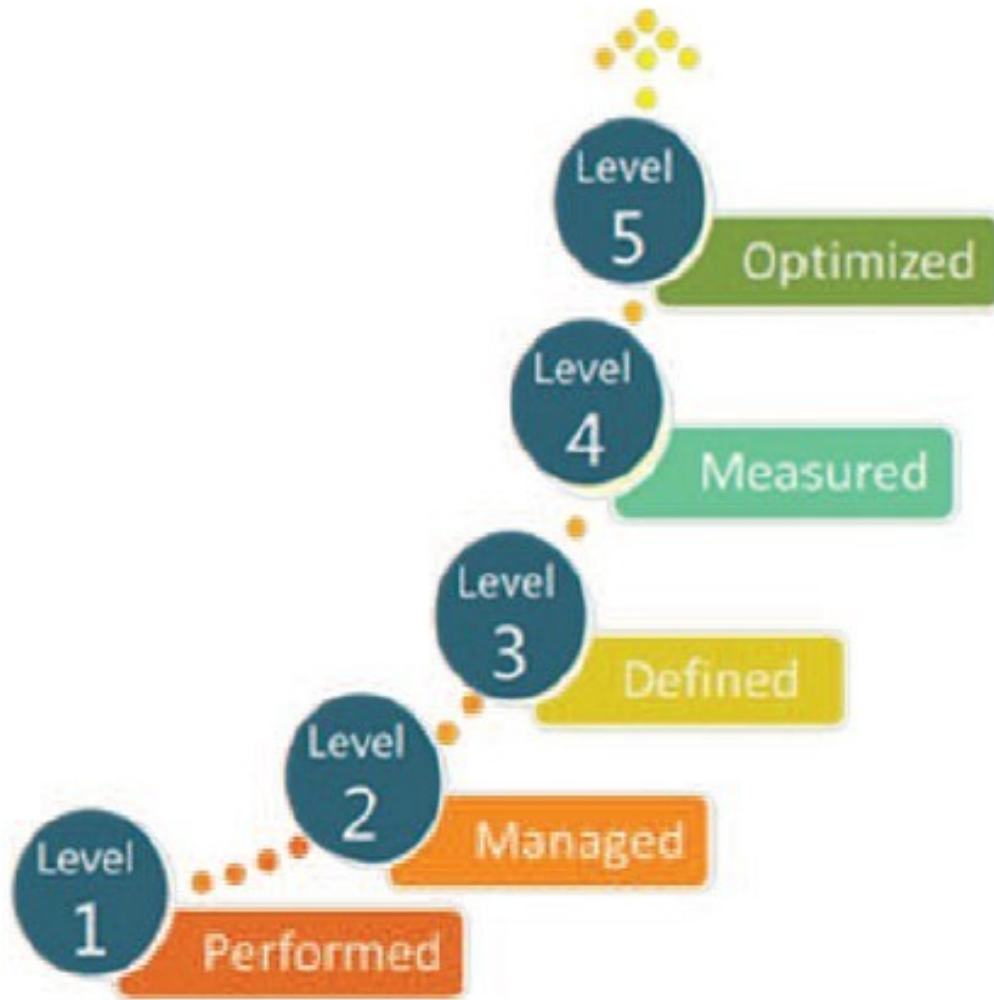 Level
5
Optimized
Level
4
Measured
Level
3
Defined
Level
2
Managed
Level
1
Performed